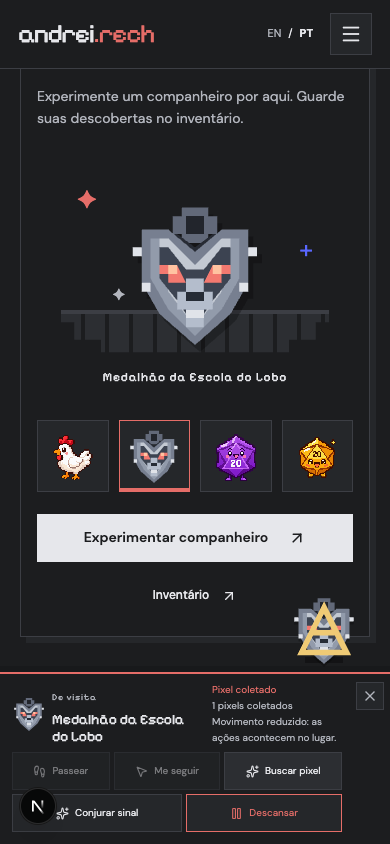 andrei.rech
EN / PT
Experimente um companheiro por aqui. Guarde
suas descobertas no inventário.
Medalhão da Escola do Lobo
20
20
Experimentar companheiro
Inventário
A
De visita
Medalhão da Escola
do Lobo
Pixel coletado
1 pixels coletados
Movimento reduzido: as
ações acontecem no lugar.
Passear
Me seguir
Buscar pixel
N
Conjurar sinal
Descansar